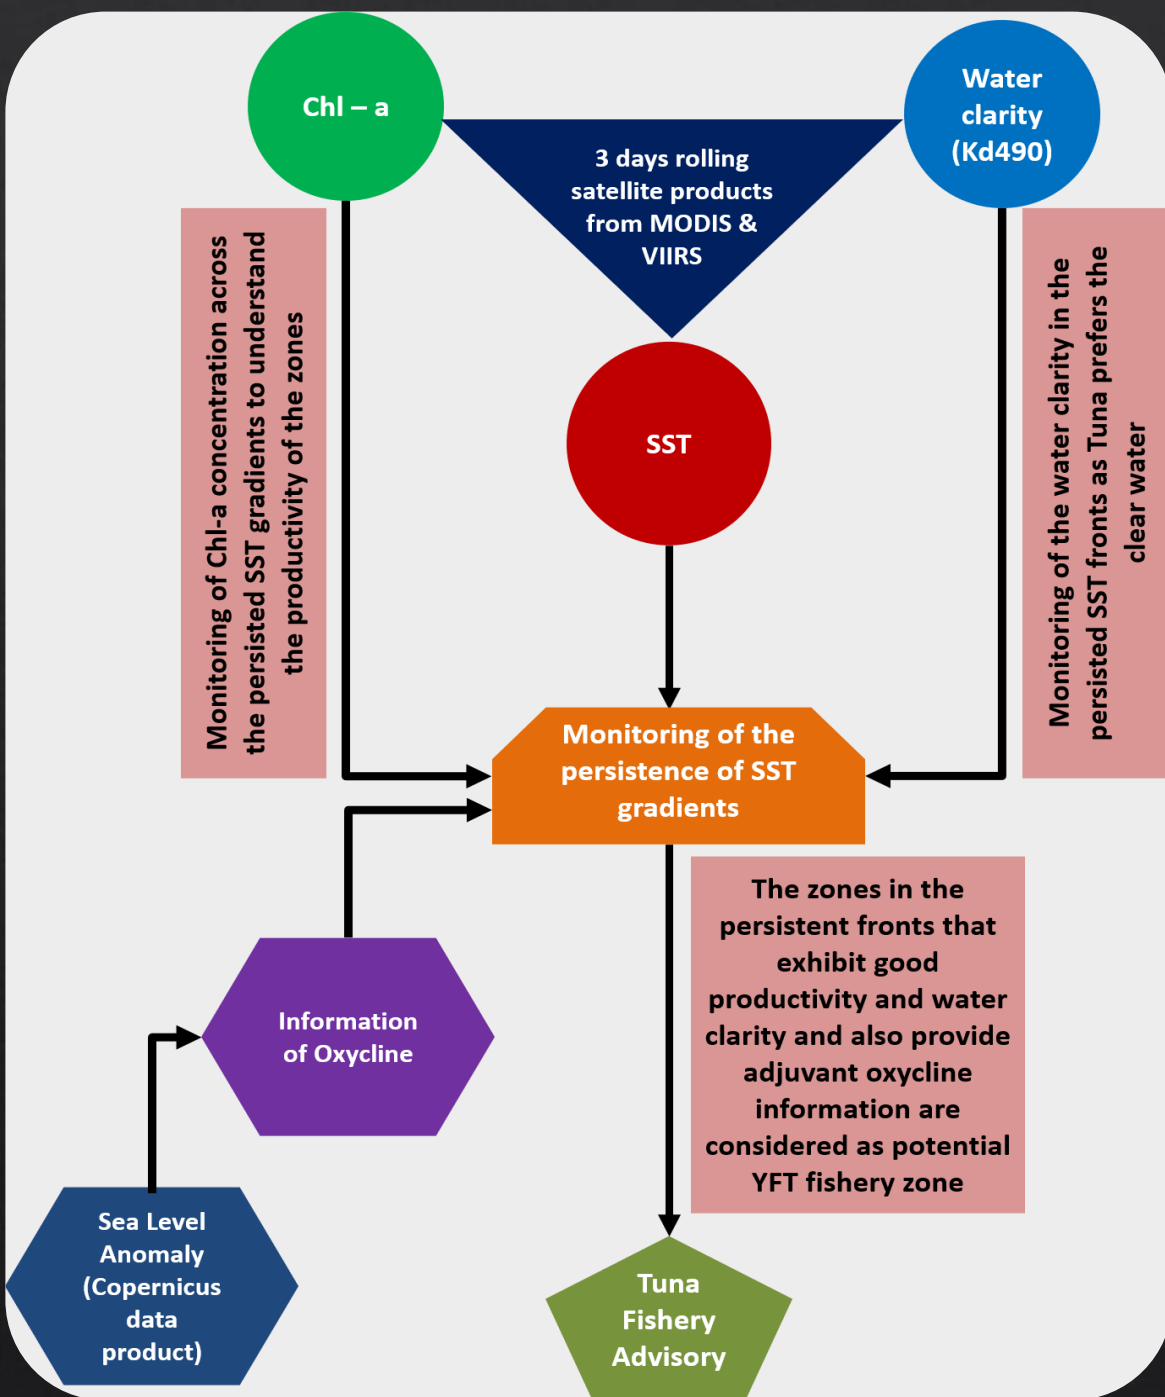 Chl – a
Water
clarity
(Kd490)
3 days rolling
satellite products
from MODIS &
VIIRS
Monitoring of Chl-a concentration across
the persisted SST gradients to understand
the productivity of the zones
SST
Monitoring of the water clarity in the
persisted SST fronts as Tuna prefers the
clear water
Monitoring of the
persistence of SST
gradients
The zones in the
persistent fronts that
exhibit good
productivity and water
clarity and also provide
adjuvant oxycline
information are
considered as potential
YFT fishery zone
Information
of Oxycline
Sea Level
Anomaly
(Copernicus
data
product)
Tuna
Fishery
Advisory